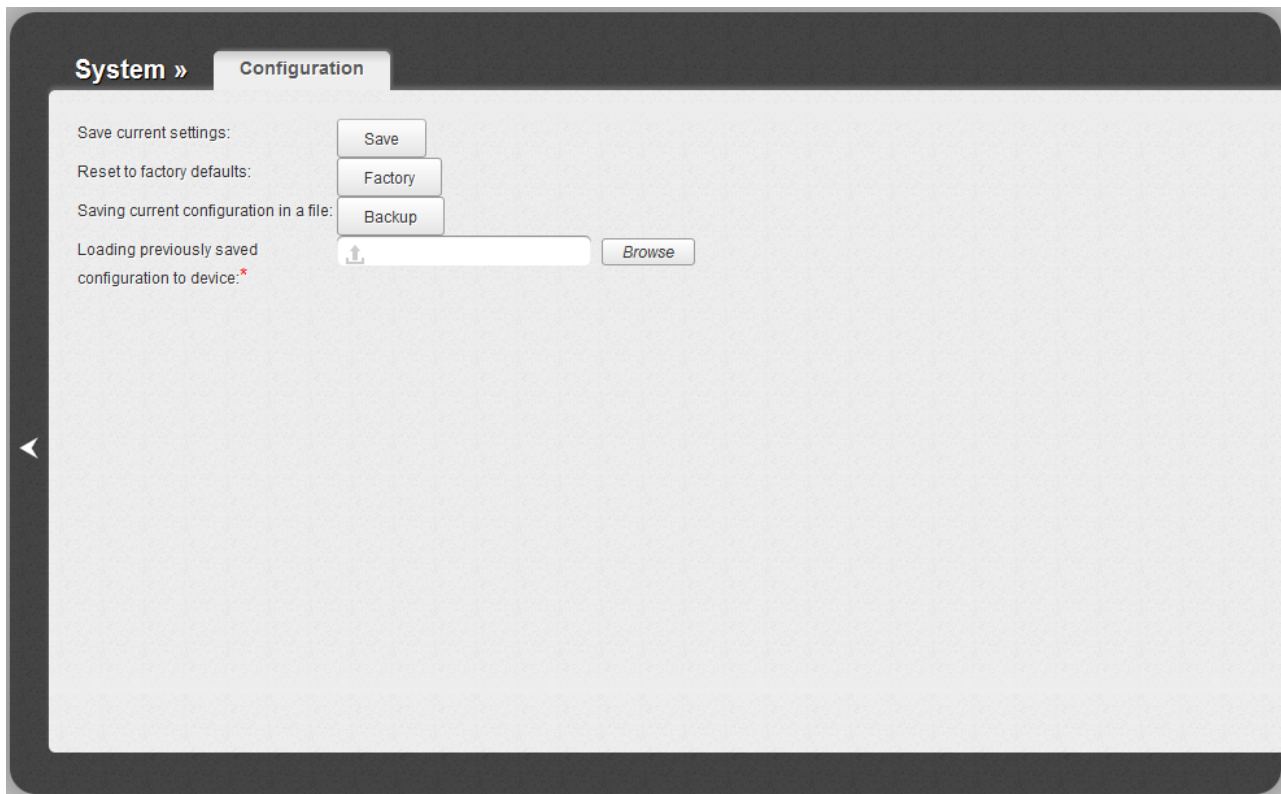 System »
Configuration
Save current settings:
Save
Reset to factory defaults:
Factory
Saving current configuration in a file:
Backup
Loading previously saved
configuration to device:*
Browse